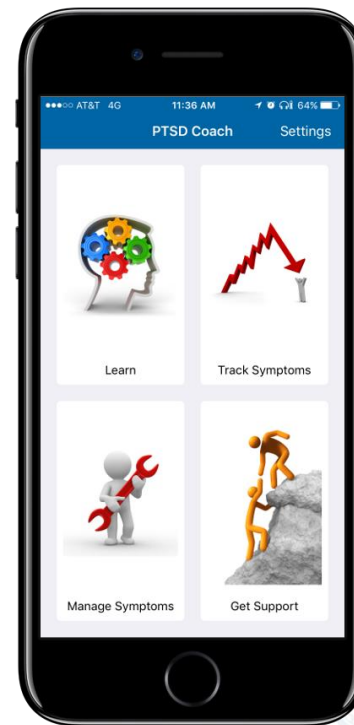 AT&T 4G 11:36 AM 64%
PTSD Coach Settings
Learn Track Symptoms
Manage Symptoms Get Support